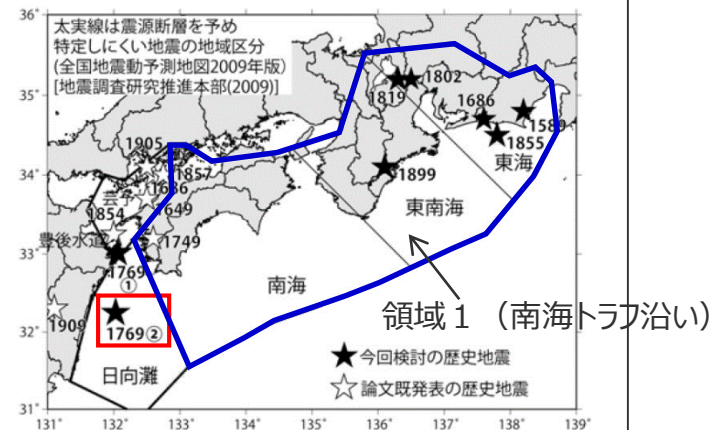 36°
太実線は震源断層を予め
特定しにくい地震の地域区分
(全国地震動予測地図2009年版)
[地震調査研究推進本部(2009)]
1802
1819
35°
1686
1589
1855
東海
1905
34°
1857
1686
1899
芸予
1649
東南海
1854
豊後水道
1749
33°
1769
①
南海
領域１（南海トラフ沿い）
1909
32°
1769②
★今回検討の歴史地震
日向灘
☆論文既発表の歴史地震
31°
131° 132° 133° 134° 135° 136° 137° 138° 139°